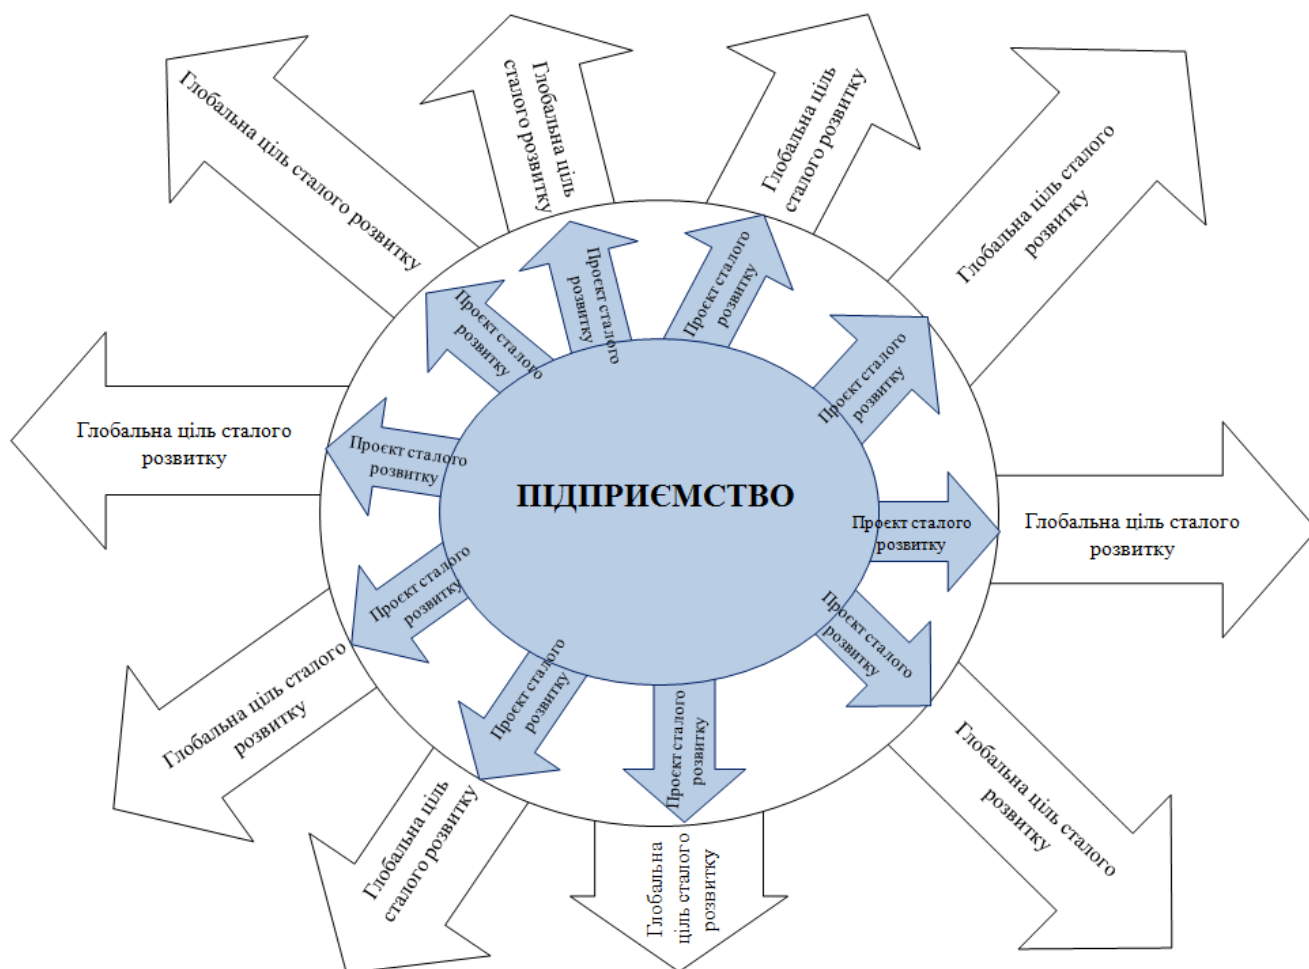 Глобальна ціль сталого розвитку
Глобальна ціль
сталого розвитку
Глобальна ціль
сталого розвитку
Глобальна ціль сталого
розвитку
Проєкт сталого
розвитку
Проєкт сталого
розвитку
Проєкт сталого
розвитку
Проєкт сталого
розвитку
Глобальна ціль сталого
розвитку
Проєкт сталого
розвитку
ПІДПРИЄМСТВО
Проєкт сталого
розвитку
Глобальна ціль сталого
розвитку
Проєкт сталого
розвитку
Проєкт сталого
розвитку
Проєкт сталого
розвитку
Проєкт сталого
розвитку
Глобальна ціль сталого
розвитку
Глобальна ціль
сталого розвитку
Глобальна
ціль сталого
розвитку
Глобальна ціль сталого
розвитку